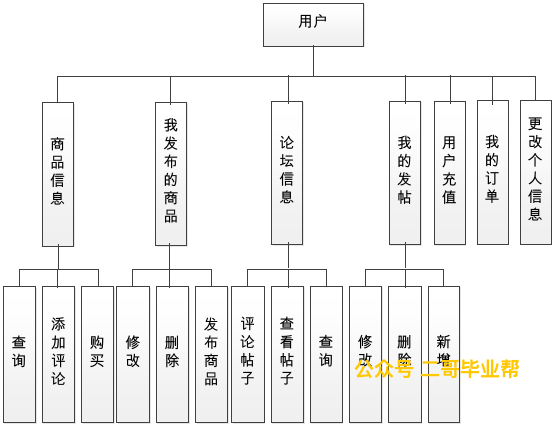 用户
商品信息
我发布的商品
论坛信息
我的发帖
用户充值
我的订单
更改个人信息
查询
添加评论
购买
修改
删除
发布商品
评论帖子
查看帖子
查询
修改
删除
新增
公众号 二哥毕业帮